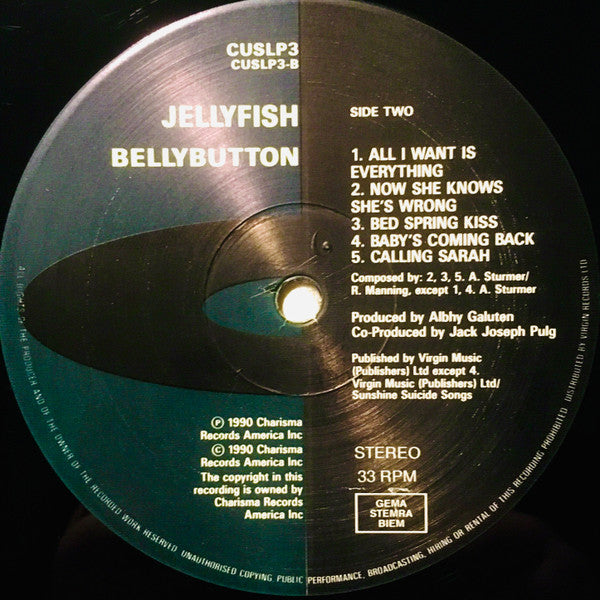 CUSLP3
CUSLP3-B
JELLYFISH
BELLYBUTTON
SIDE TWO
1. ALL I WANT IS
EVERYTHING
2. NOW SHE KNOWS
SHE'S WRONG
3. BED SPRING KISS
4. BABY'S COMING BACK
5. CALLING SARAH
Composed by: 2, 3, 5. A. Sturmer/
R. Manning, except 1, 4. A. Sturmer
Produced by Albhy Galuten
Co-Produced by Jack Joseph Puig
Published by Virgin Music
(Publishers) Ltd except 4.
Virgin Music (Publishers) Ltd/
Sunshine Suicide Songs
℗ 1990 Charisma
Records America Inc
© 1990 Charisma
Records America Inc
The copyright in this
recording is owned by
Charisma Records
America Inc
STEREO
33 RPM
GEMA
STEMRA
BIEM
ALL RIGHTS OF THE PRODUCER AND OF THE OWNER OF THE RECORDED WORK RESERVED. UNAUTHORISED COPYING PUBLIC PERFORMANCE, BROADCASTING, HIRING OR RENTAL OF THIS RECORDING PROHIBITED. DISTRIBUTED BY VIRGIN RECORDS LTD